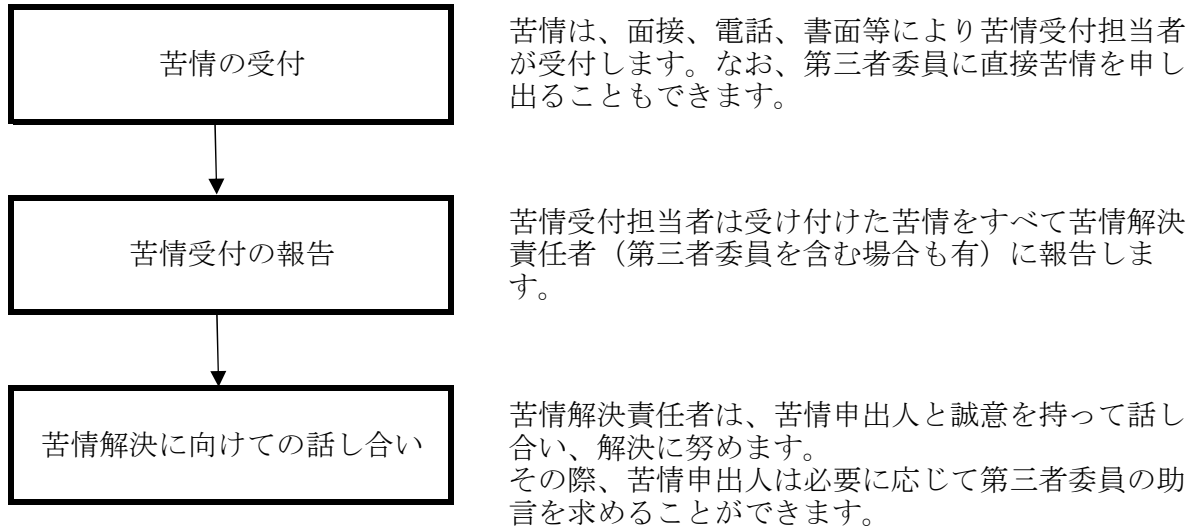 苦情の受付
苦情は、面接、電話、書面等により苦情受付担当者
が受付します。なお、第三者委員に直接苦情を申し
出ることもできます。
苦情受付の報告
苦情受付担当者は受け付けた苦情をすべて苦情解決
責任者（第三者委員を含む場合も有）に報告しま
す。
苦情解決に向けての話し合い
苦情解決責任者は、苦情申出人と誠意を持って話し
合い、解決に努めます。
その際、苦情申出人は必要に応じて第三者委員の助
言を求めることができます。